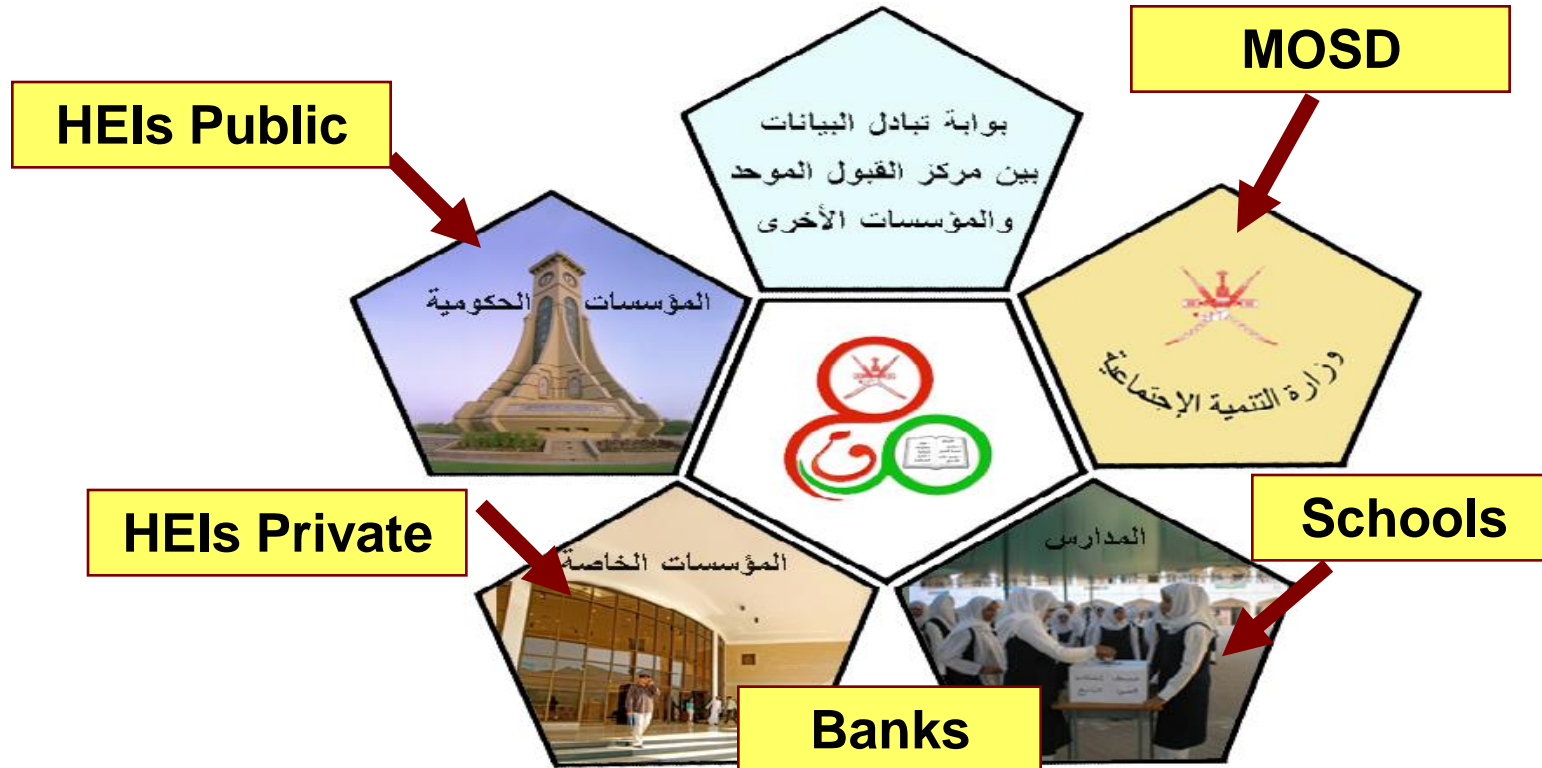 MOSD
HEIs Public
بوابة تبادل البيانات
بين مركز القبول الموحد
والمؤسسات الأخرى
المؤسسات الحكومية
وزارة التنمية الإجتماعية
HEIs Private
المؤسسات الخاصة
المدارس
Schools
Banks